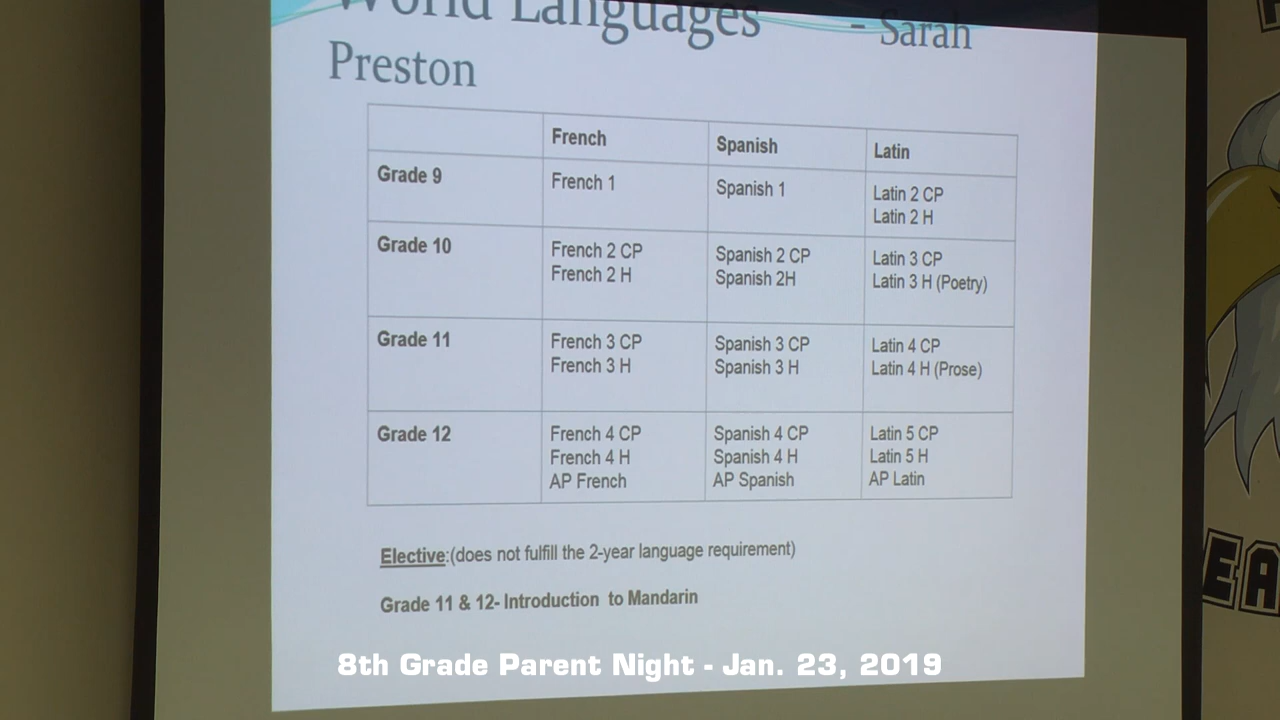 World Languages - Sarah
Preston
French Spanish Latin
Grade 9
French 1
Spanish 1
Latin 2 CP
Latin 2 H
Grade 10
French 2 CP
French 2 H
Spanish 2 CP
Spanish 2H
Latin 3 CP
Latin 3 H (Poetry)
Grade 11
French 3 CP
French 3 H
Spanish 3 CP
Spanish 3 H
Latin 4 CP
Latin 4 H (Prose)
Grade 12
French 4 CP
French 4 H
AP French
Spanish 4 CP
Spanish 4 H
AP Spanish
Latin 5 CP
Latin 5 H
AP Latin
Elective:(does not fulfill the 2-year language requirement)
Grade 11 & 12- Introduction to Mandarin
EA
8th Grade Parent Night - Jan. 23, 2019